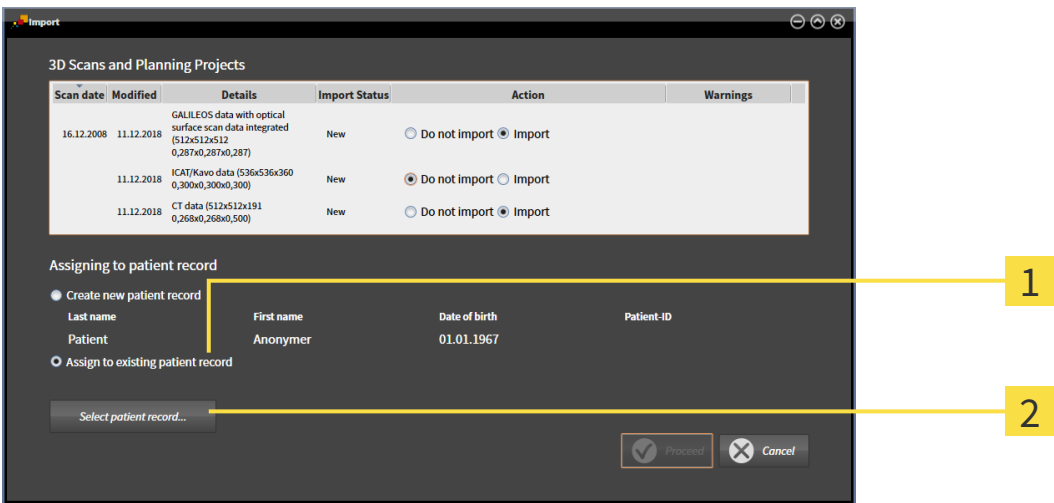 Import
3D Scans and Planning Projects
Scan date Modified Details Import Status Action Warnings
GALILEOS data with optical
surface scan data integrated
(512x512x512
0,287x0,287x0,287)
16.12.2008 11.12.2018 New Do not import Import
ICAT/Kavo data (536x536x360
0,300x0,300x0,300)
11.12.2018 New Do not import Import
CT data (512x512x191
0,268x0,268x0,500)
11.12.2018 New Do not import Import
Assigning to patient record
1
Create new patient record
Last name First name Date of birth Patient-ID
Patient Anonymer 01.01.1967
Assign to existing patient record
Select patient record...
2
Proceed Cancel